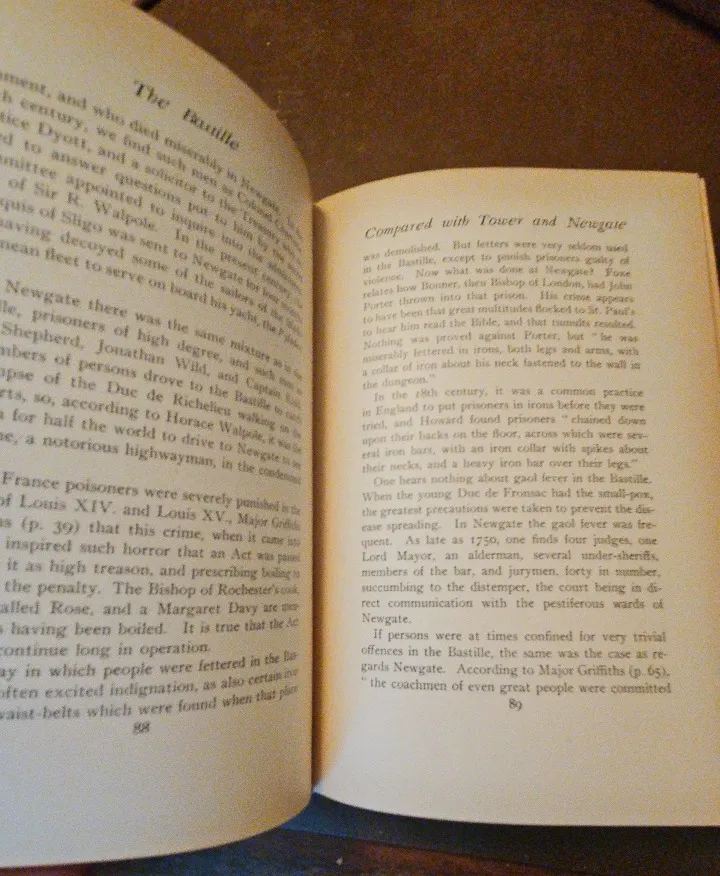 The Bastille
ment, and who died miserably in Newgate. In the
h century, we find such men as Colonel
tice Dyott, and a solicitor to the Treasury who
ed to answer questions put to him by the
mmittee appointed to inquire into the
of Sir R. Walpole. In the present century, the
quis of Sligo was sent to Newgate for four months
having decoyed some of the sailors of the
nean fleet to serve on board his yacht, the
Newgate there was the same mixture as in the
lle, prisoners of high degree, and such men as
Shepherd, Jonathan Wild, and Captain Kidd.
mbers of persons drove to the Bastille to catch
pse of the Duc de Richelieu walking on the
rts, so, according to Horace Walpole, it was the
n for half the world to drive to Newgate to see
ne, a notorious highwayman, in the condemned
France poisoners were severely punished in the
of Louis XIV. and Louis XV., Major Griffiths
ns (p. 39) that this crime, when it came into
inspired such horror that an Act was passed
it as high treason, and prescribing boiling to
the penalty. The Bishop of Rochester's cook,
alled Rose, and a Margaret Davy are men-
s having been boiled. It is true that the Act
continue long in operation.
ay in which people were fettered in the Bas-
often excited indignation, as also certain iron
waist-belts which were found when that place
88
Compared with Tower and Newgate
was demolished. But fetters were very seldom used
in the Bastille, except to punish prisoners guilty of
violence. Now what was done at Newgate? Foxe
relates how Bonner, then Bishop of London, had John
Porter thrown into that prison. His crime appears
to have been that great multitudes flocked to St. Paul's
to hear him read the Bible, and that tumults resulted.
Nothing was proved against Porter, but "he was
miserably fettered in irons, both legs and arms, with
a collar of iron about his neck fastened to the wall in
the dungeon."
In the 18th century, it was a common practice
in England to put prisoners in irons before they were
tried, and Howard found prisoners "chained down
upon their backs on the floor, across which were sev-
eral iron bars, with an iron collar with spikes about
their necks, and a heavy iron bar over their legs."
One hears nothing about gaol fever in the Bastille.
When the young Duc de Fronsac had the small-pox,
the greatest precautions were taken to prevent the dis-
ease spreading. In Newgate the gaol fever was fre-
quent. As late as 1750, one finds four judges, one
Lord Mayor, an alderman, several under-sheriffs,
members of the bar, and jurymen, forty in number,
succumbing to the distemper, the court being in di-
rect communication with the pestiferous wards of
Newgate.
If persons were at times confined for very trivial
offences in the Bastille, the same was the case as re-
gards Newgate. According to Major Griffiths (p. 65),
"the coachmen of even great people were committed
89